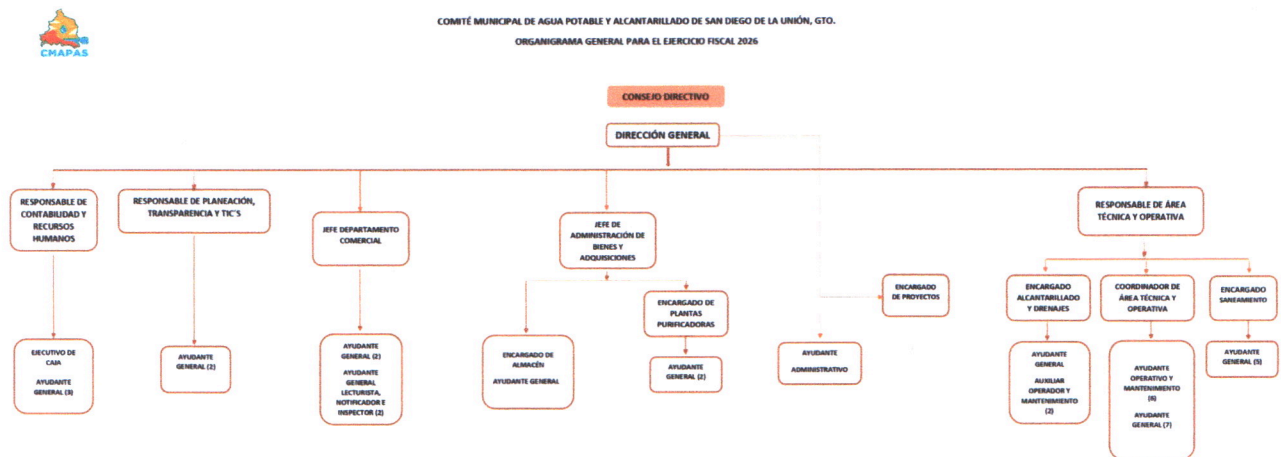 CMAPAS
COMITÉ MUNICIPAL DE AGUA POTABLE Y ALCANTARILLADO DE SAN DIEGO DE LA UNIÓN, GTO.
ORGANIGRAMA GENERAL PARA EL EJERCICIO FISCAL 2026
CONSEJO DIRECTIVO
DIRECCIÓN GENERAL
RESPONSABLE DE
CONTABILIDAD Y
RECURSOS
HUMANOS
RESPONSABLE DE PLANEACIÓN,
TRANSPARENCIA Y TIC´S
JEFE DEPARTAMENTO
COMERCIAL
JEFE DE
ADMINISTRACIÓN DE
BIENES Y
ADQUISICIONES
RESPONSABLE DE ÁREA
TÉCNICA Y OPERATIVA
ENCARGADO DE
PLANTAS
PURIFICADORAS
ENCARGADO
DE PROYECTOS
ENCARGADO
ALCANTARILLADO
Y DRENAJES
COORDINADOR DE
ÁREA TÉCNICA Y
OPERATIVA
ENCARGADO
SANEAMIENTO
EJECUTIVO DE
CAJA
AYUDANTE
GENERAL (3)
AYUDANTE
GENERAL (2)
AYUDANTE
GENERAL (2)
AYUDANTE
GENERAL
LECTURISTA,
NOTIFICADOR E
INSPECTOR (2)
ENCARGADO DE
ALMACÉN
AYUDANTE GENERAL
AYUDANTE
GENERAL (2)
AYUDANTE
ADMINISTRATIVO
AYUDANTE
GENERAL
AUXILIAR
OPERADOR Y
MANTENIMIENTO
(2)
AYUDANTE
OPERATIVO Y
MANTENIMIENTO
(6)
AYUDANTE
GENERAL (7)
AYUDANTE
GENERAL (5)